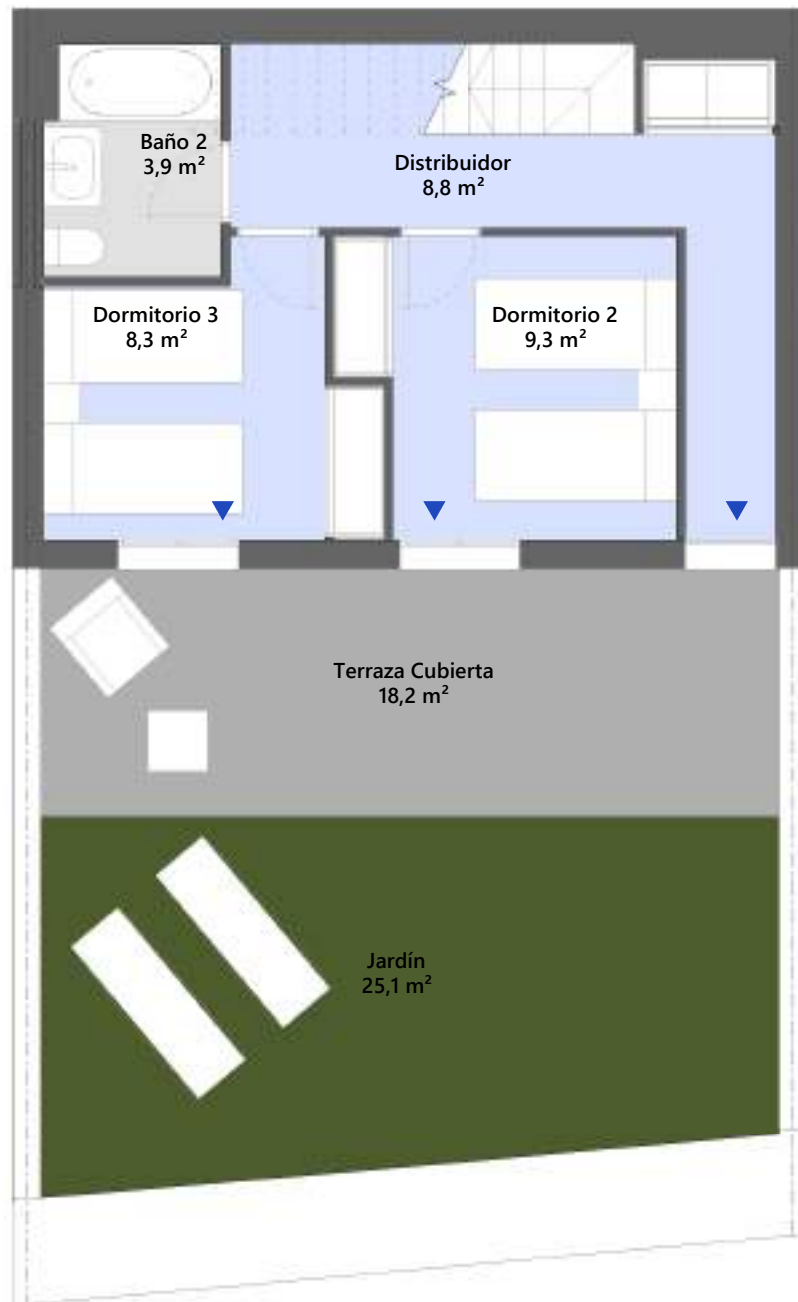 Baño 2
3,9 m²
Distribuidor
8,8 m²
Dormitorio 3
8,3 m²
Dormitorio 2
9,3 m²
Terraza Cubierta
18,2 m²
Jardín
25,1 m²